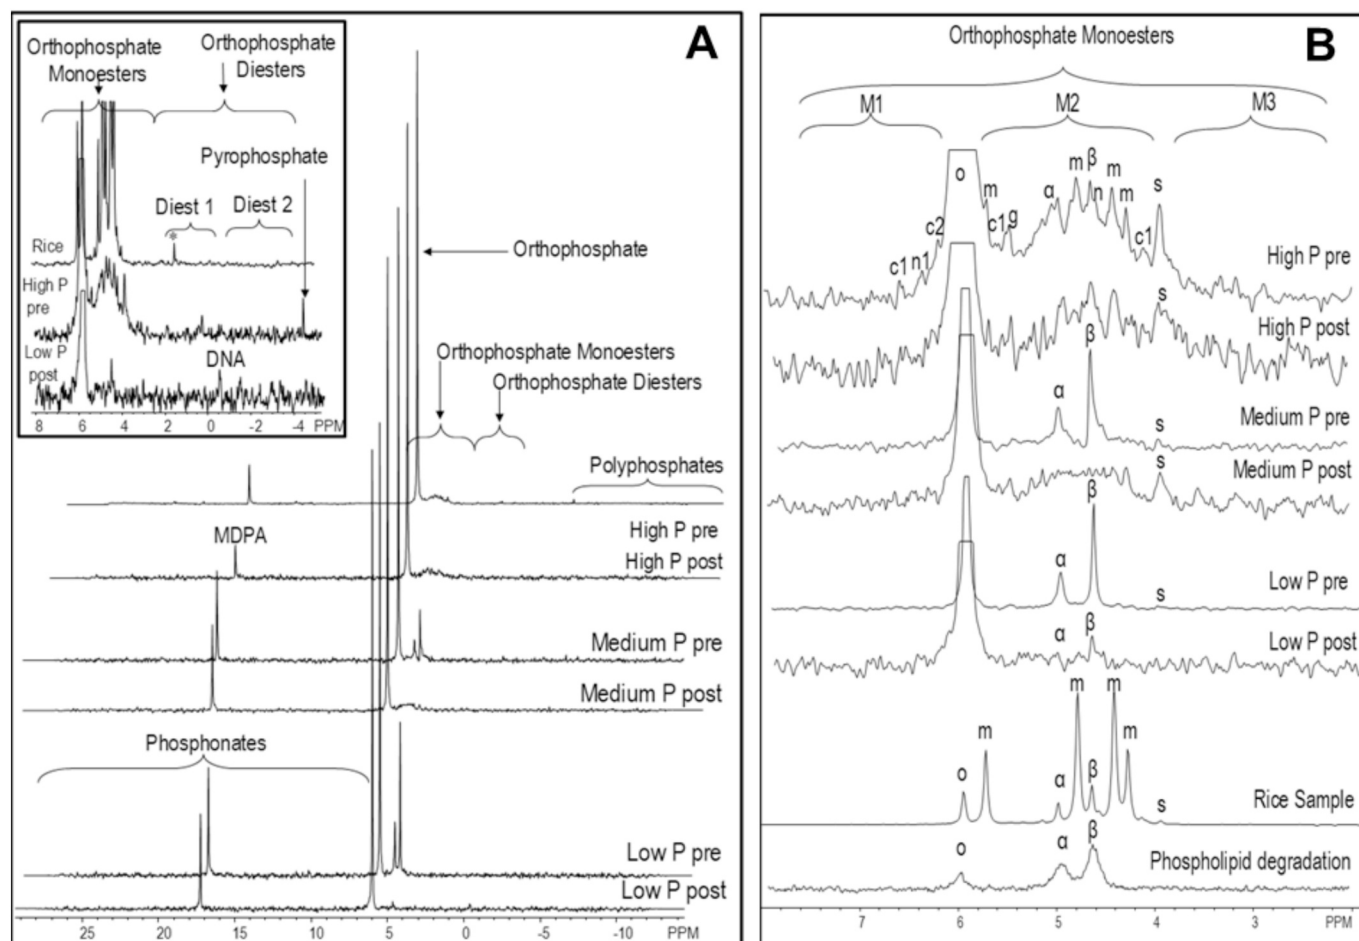 A
Orthophosphate
Monoesters
Orthophosphate
Diesters
Pyrophosphate
Diest 1
Diest 2
*
Rice
High P
pre
Low P
post
DNA
8 6 4 2 0 -2 -4 PPM
Orthophosphate
Orthophosphate Monoesters
Orthophosphate Diesters
Polyphosphates
High P pre
MDPA
High P post
Medium P pre
Medium P post
Phosphonates
Low P pre
Low P post
25 20 15 10 5 0 -5 -10 PPM
B
Orthophosphate Monoesters
M1 M2 M3
o m c1 g α m β n m m c1 s
c2
c1 n1
High P pre
s
High P post
α β s
Medium P pre
s
Medium P post
α β s
Low P pre
α β
Low P post
o m α m β m m s
Rice Sample
o α β
Phospholipid degradation
7 6 5 4 3 PPM